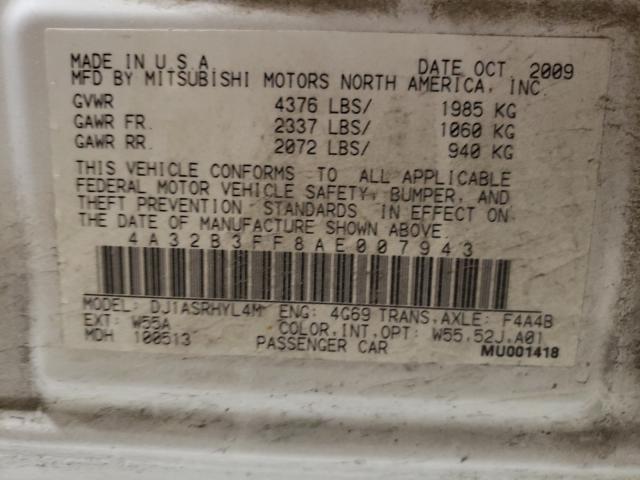 MADE IN U.S.A. DATE OCT 2009
MFD BY MITSUBISHI MOTORS NORTH AMERICA, INC.
GVWR 4376 LBS/ 1985 KG
GAWR FR. 2337 LBS/ 1060 KG
GAWR RR. 2072 LBS/ 940 KG
THIS VEHICLE CONFORMS TO ALL APPLICABLE
FEDERAL MOTOR VEHICLE SAFETY, BUMPER, AND
THEFT PREVENTION STANDARDS IN EFFECT ON
THE DATE OF MANUFACTURE SHOWN ABOVE.
4A32B3FF8AE007943
MODEL: DJ1ASRHYL4M ENG: 4G69 TRANS.AXLE: F4A4B
EXT: W55A COLOR.INT.OPT: W55.52J.A01
MDH 100513 PASSENGER CAR MU001418